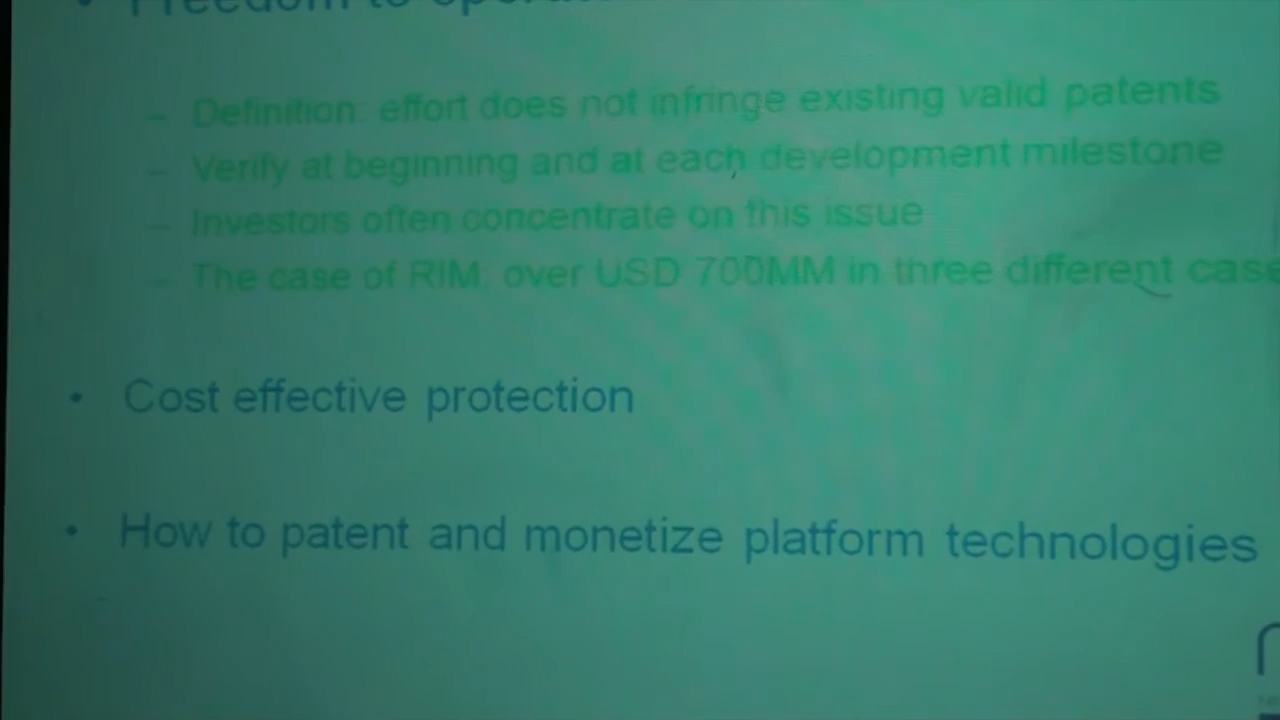 • Freedom to
– Definition: effort does not infringe existing valid patents
– Verify at beginning and at each development milestone
– Investors often concentrate on this issue
– The case of RIM: over USD 700MM in three different case
• Cost effective protection
• How to patent and monetize platform technologies